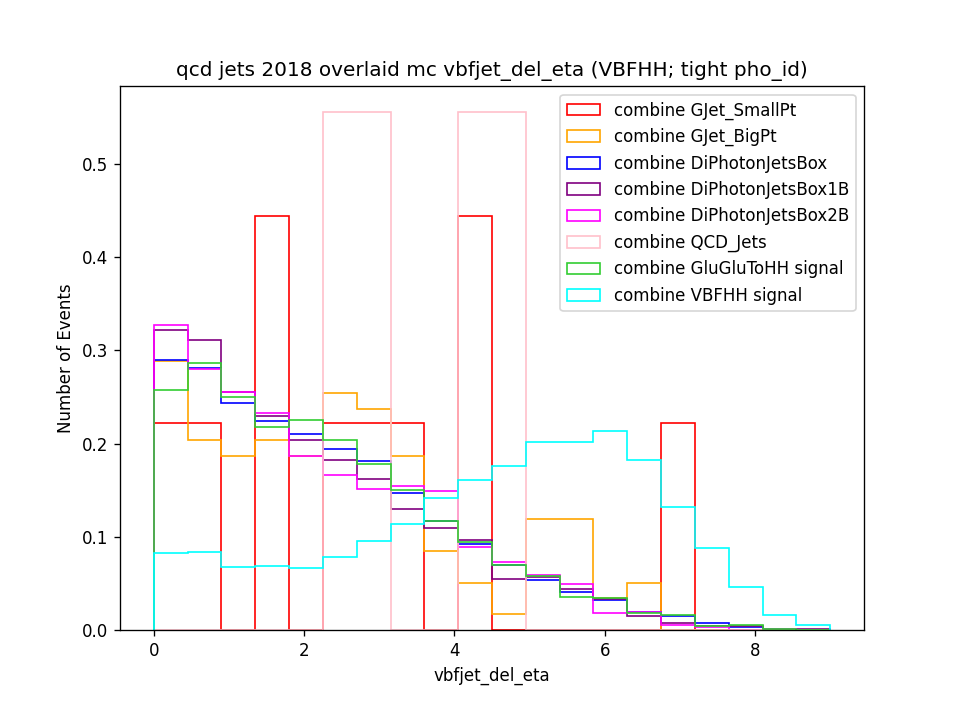 qcd jets 2018 overlaid mc vbfjet_del_eta (VBFHH; tight pho_id)
combine GJet_SmallPt
combine GJet_BigPt
combine DiPhotonJetsBox
combine DiPhotonJetsBox1B
combine DiPhotonJetsBox2B
combine QCD_Jets
combine GluGluToHH signal
combine VBFHH signal
Number of Events
0.5
0.4
0.3
0.2
0.1
0.0
0 2 4 6 8
vbfjet_del_eta